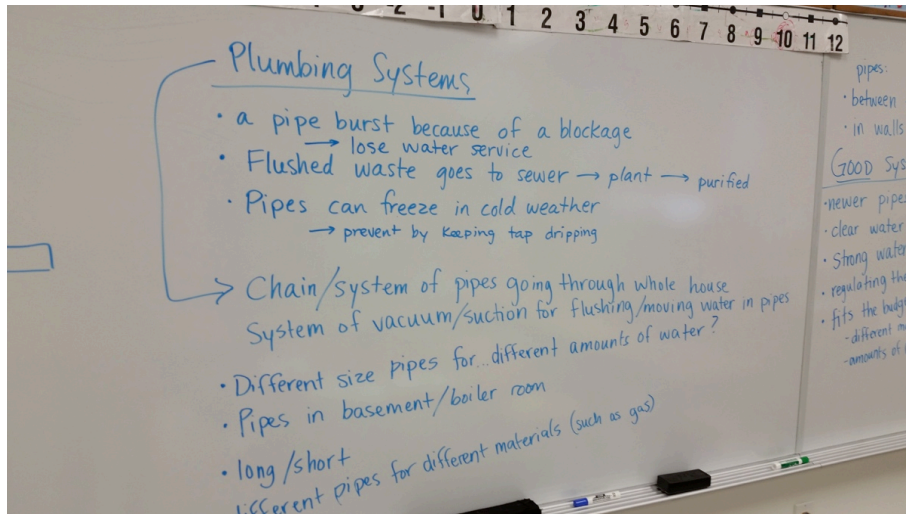 -2 -1 0 1 2 3 4 5 6 7 8 9 10 11 12
Plumbing Systems
• a pipe burst because of a blockage
→ lose water service
• Flushed waste goes to sewer → plant → purified
• Pipes can freeze in cold weather
→ prevent by keeping tap dripping
→ Chain/system of pipes going through whole house
System of vacuum/suction for flushing/moving water in pipes
• Different size pipes for...different amounts of water?
• Pipes in basement/boiler room
• long/short
different pipes for different materials (such as gas)
pipes:
• between
• in walls
GOOD Sys
• newer pipes
• clear water
• Strong water
• regulating the
• fits the budg
- different m
- amounts of